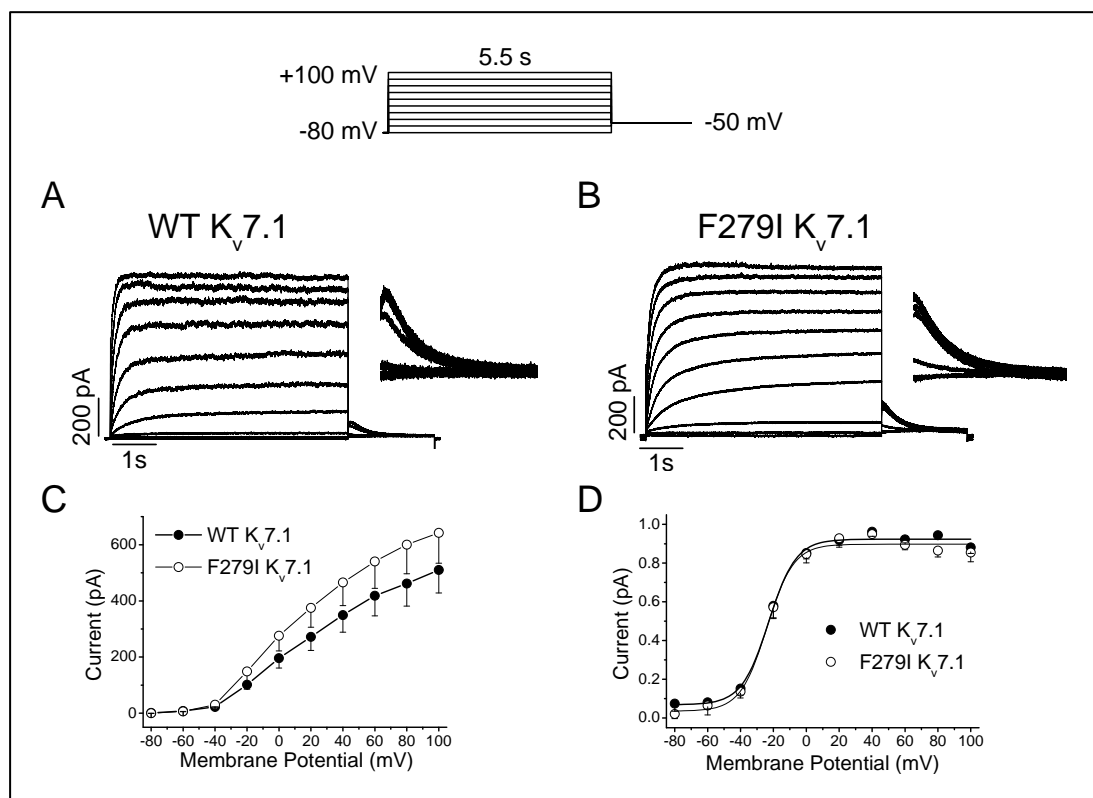 5.5 s
+100 mV
-80 mV
-50 mV
A
WT Kv7.1
200 pA
1s
B
F279I Kv7.1
200 pA
1s
C
WT Kv7.1
F279I Kv7.1
Current (pA)
600
400
200
0
-80 -60 -40 -20 0 20 40 60 80 100
Membrane Potential (mV)
D
Current (pA)
1.0
0.8
0.6
0.4
0.2
0.0
WT Kv7.1
F279I Kv7.1
-80 -60 -40 -20 0 20 40 60 80 100
Membrane Potential (mV)